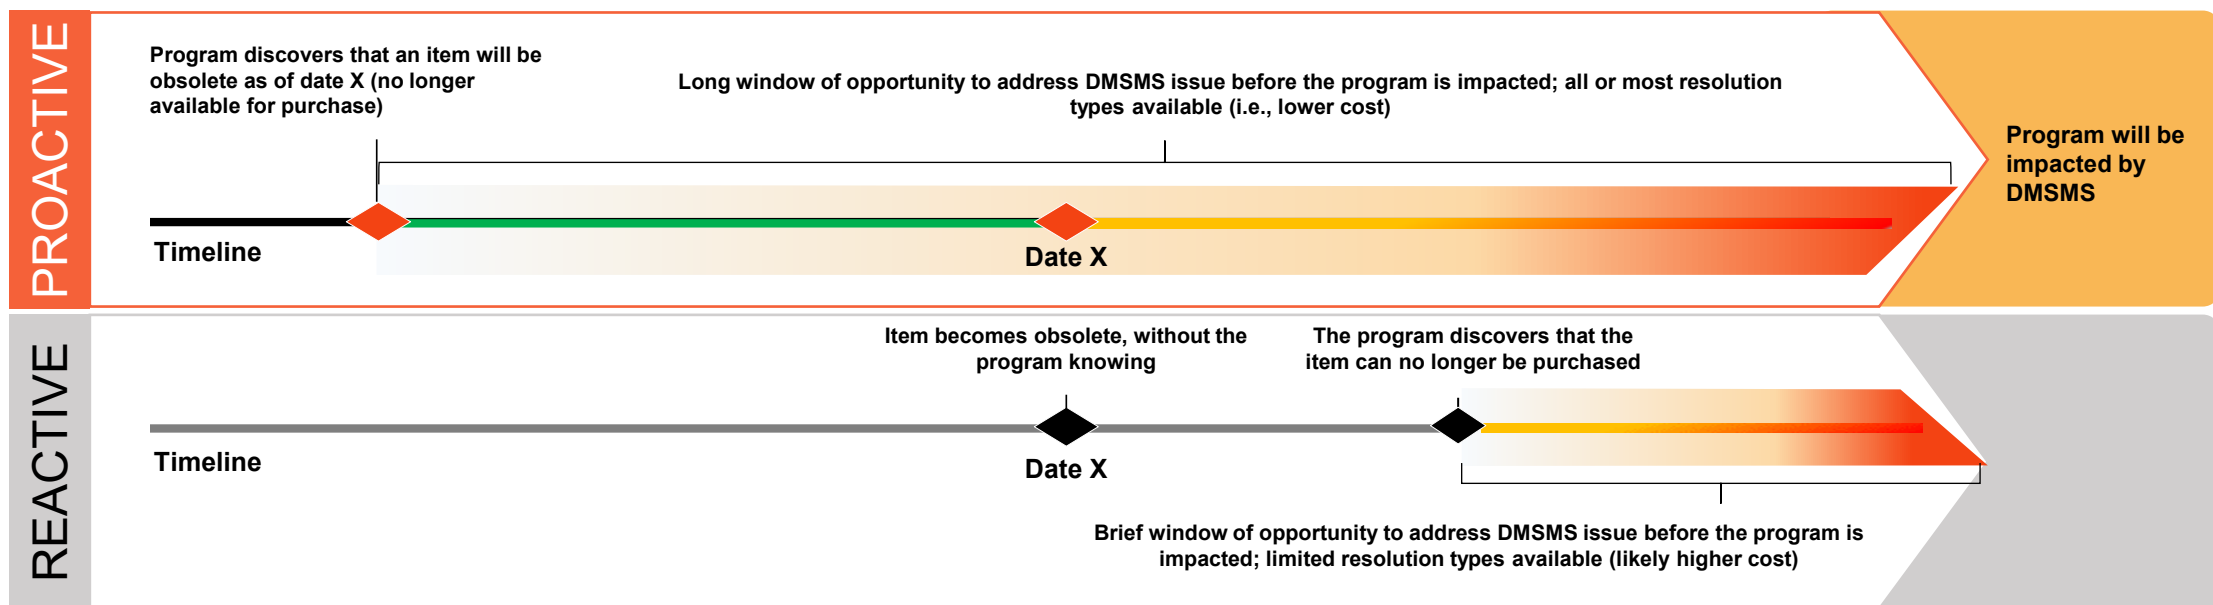 PROACTIVE
Program discovers that an item will be
obsolete as of date X (no longer
available for purchase)
Long window of opportunity to address DMSMS issue before the program is impacted; all or most resolution
types available (i.e., lower cost)
Program will be
impacted by
DMSMS
Timeline
Date X
REACTIVE
Item becomes obsolete, without the
program knowing
The program discovers that the
item can no longer be purchased
Timeline
Date X
Brief window of opportunity to address DMSMS issue before the program is
impacted; limited resolution types available (likely higher cost)